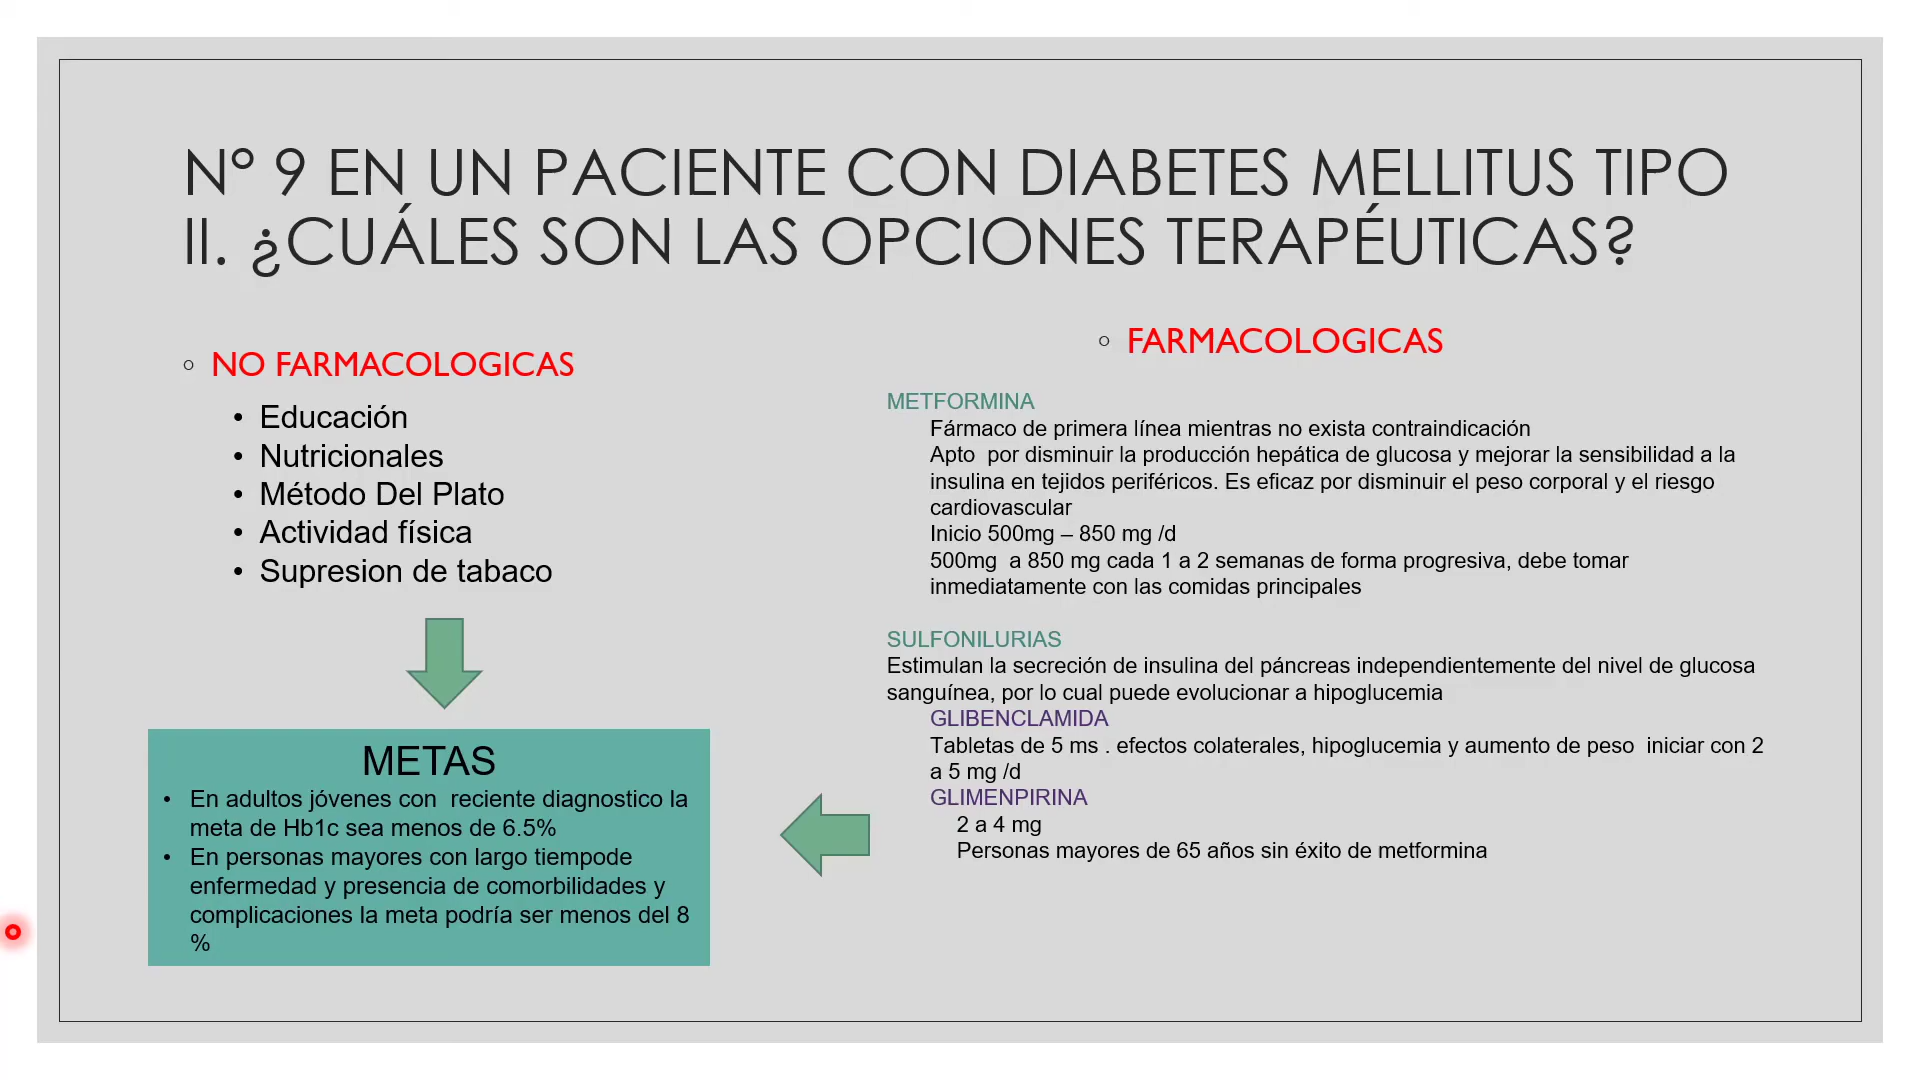 Nº 9 EN UN PACIENTE CON DIABETES MELLITUS TIPO
II. ¿CUÁLES SON LAS OPCIONES TERAPÉUTICAS?
◦ NO FARMACOLOGICAS
• Educación
• Nutricionales
• Método Del Plato
• Actividad física
• Supresion de tabaco
METAS
• En adultos jóvenes con reciente diagnostico la
meta de Hb1c sea menos de 6.5%
• En personas mayores con largo tiempode
enfermedad y presencia de comorbilidades y
complicaciones la meta podría ser menos del 8
%
◦ FARMACOLOGICAS
METFORMINA
Fármaco de primera línea mientras no exista contraindicación
Apto por disminuir la producción hepática de glucosa y mejorar la sensibilidad a la
insulina en tejidos periféricos. Es eficaz por disminuir el peso corporal y el riesgo
cardiovascular
Inicio 500mg – 850 mg /d
500mg a 850 mg cada 1 a 2 semanas de forma progresiva, debe tomar
inmediatamente con las comidas principales
SULFONILURIAS
Estimulan la secreción de insulina del páncreas independientemente del nivel de glucosa
sanguínea, por lo cual puede evolucionar a hipoglucemia
GLIBENCLAMIDA
Tabletas de 5 ms . efectos colaterales, hipoglucemia y aumento de peso iniciar con 2
a 5 mg /d
GLIMENPIRINA
2 a 4 mg
Personas mayores de 65 años sin éxito de metformina